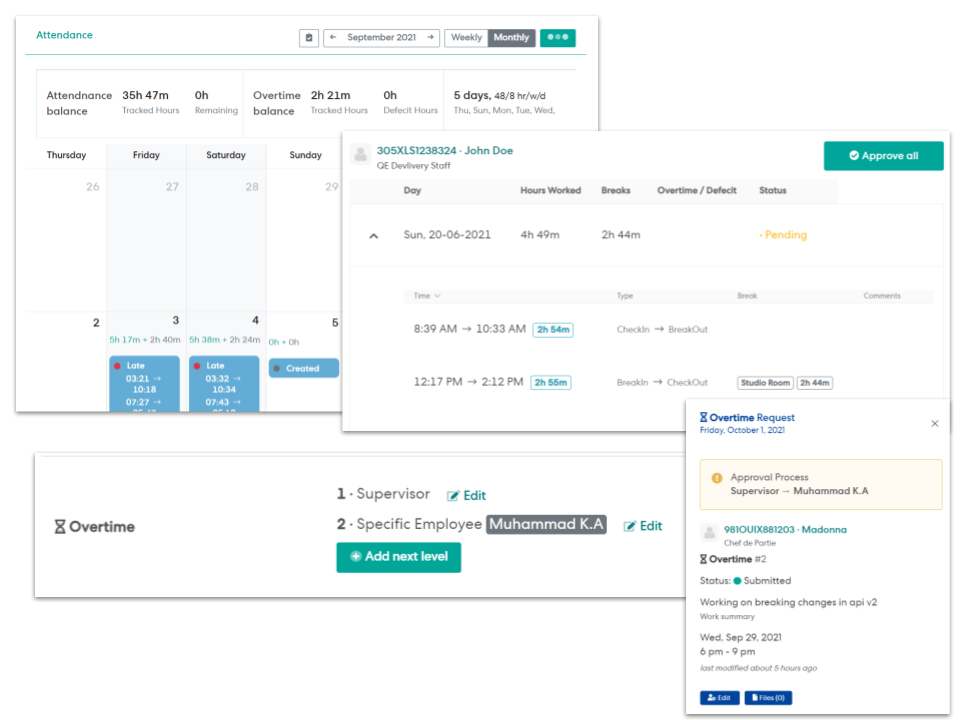 Attendance
← September 2021 →
Weekly Monthly
Attendnance balance
35h 47m
Tracked Hours
0h
Remaining
Overtime balance
2h 21m
Tracked Hours
0h
Defecit Hours
5 days, 48/8 hr/w/d
Thu, Sun, Mon, Tue, Wed,
Thursday Friday Saturday Sunday
26 27 28 29
2 3 4 5
5h 17m + 2h 40m 5h 38m + 2h 24m 0h + 0h
Late
03:21 →
10:18
07:27 →
Late
03:32 →
10:34
07:43 →
Created
305XLS1238324 · John Doe
QE Devlivery Staff
Approve all
Day Hours Worked Breaks Overtime / Defecit Status
Sun, 20-06-2021 4h 49m 2h 44m · Pending
Time Type Break Comments
8:39 AM → 10:33 AM 2h 54m CheckIn → BreakOut
12:17 PM → 2:12 PM 2h 55m BreakIn → CheckOut Studio Room 2h 44m
Overtime
1 · Supervisor Edit
2 · Specific Employee Muhammad K.A Edit
Add next level
Overtime Request
Friday, October 1, 2021
Approval Process
Supervisor → Muhammad K.A
981OUIX881203 · Madonna
Chef de Partie
Overtime #2
Status: Submitted
Working on breaking changes in api v2
Work summary
Wed, Sep 29, 2021
6 pm - 9 pm
last modified about 5 hours ago
Edit Files (0)